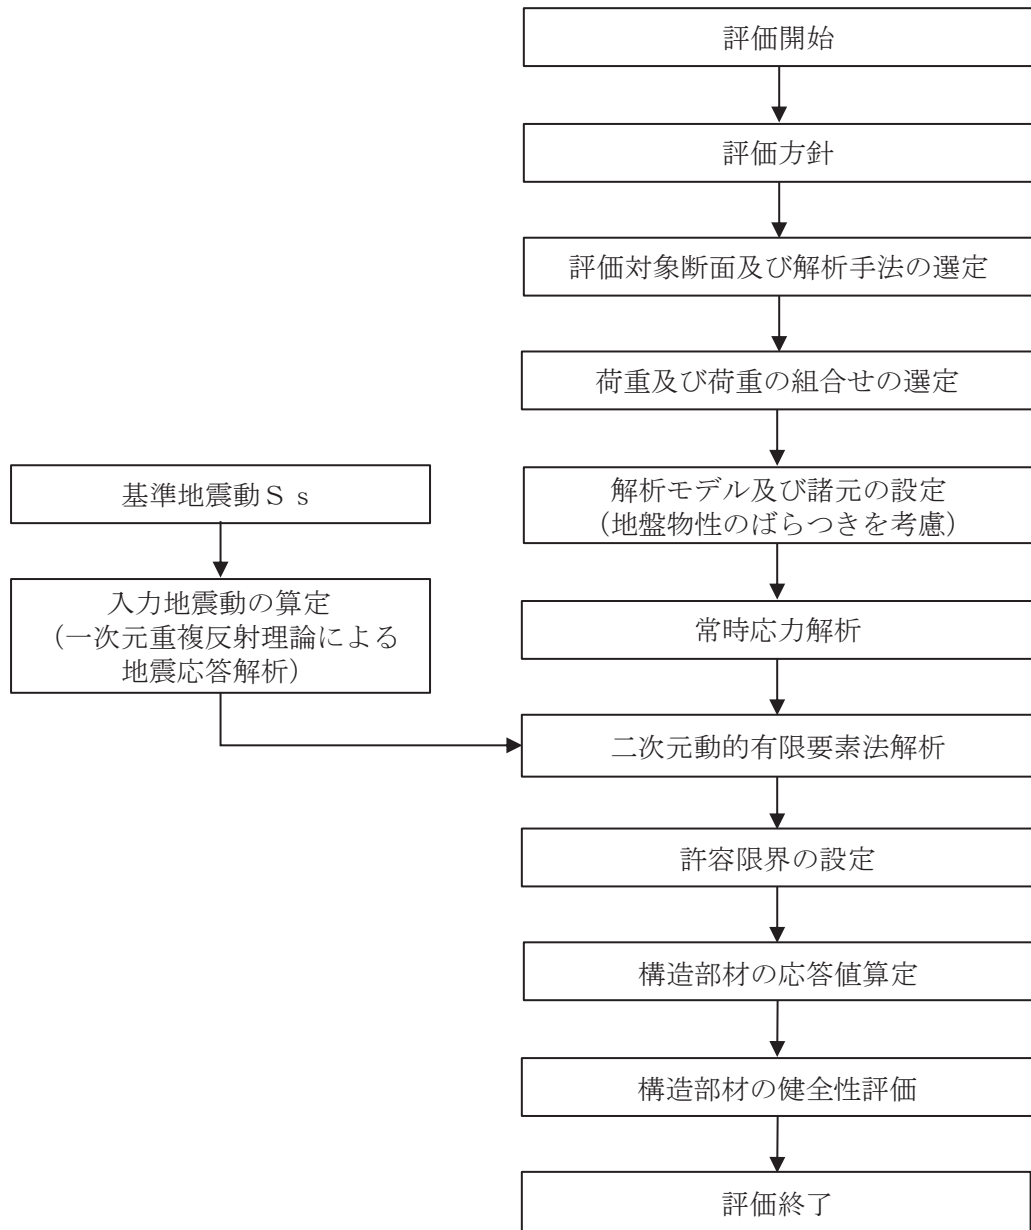 評価開始
評価方針
評価対象断面及び解析手法の選定
荷重及び荷重の組合せの選定
解析モデル及び諸元の設定
（地盤物性のばらつきを考慮）
基準地震動Ｓｓ
入力地震動の算定
（一次元重複反射理論による
地震応答解析）
常時応力解析
二次元動的有限要素法解析
許容限界の設定
構造部材の応答値算定
構造部材の健全性評価
評価終了